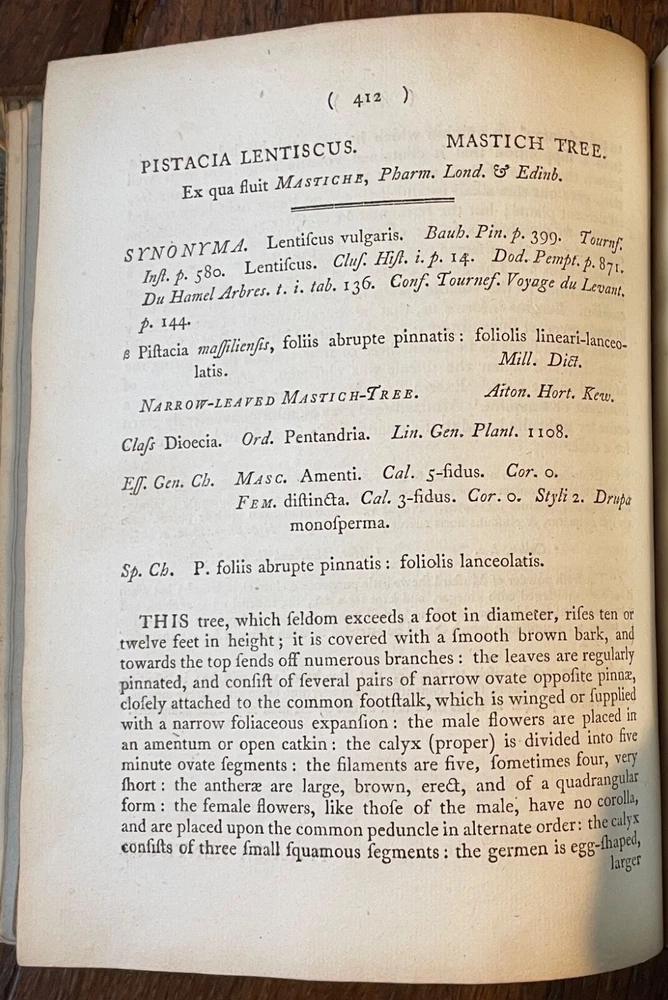 ( 412 )
PISTACIA LENTISCUS. MASTICH TREE.
Ex qua fluit MASTICHE, Pharm. Lond. & Edinb.
SYNONYMA. Lentiſcus vulgaris. Bauh. Pin. p. 399. Tournf.
Inſt. p. 580. Lentiſcus. Cluſ. Hiſt. i. p. 14. Dod. Pempt. p. 871.
Du Hamel Arbres. t. i. tab. 136. Conf. Tournef. Voyage du Levant,
p. 144.
β Piſtacia maſſilienſis, foliis abrupte pinnatis : foliolis lineari-lanceo-
latis. Mill. Dict.
NARROW-LEAVED MASTICH-TREE. Aiton. Hort. Kew.
Claſs Dioecia. Ord. Pentandria. Lin. Gen. Plant. 1108.
Eſſ. Gen. Ch. MASC. Amenti. Cal. 5-fidus. Cor. 0.
FEM. diſtincta. Cal. 3-fidus. Cor. 0. Styli 2. Drupa
monoſperma.
Sp. Ch. P. foliis abrupte pinnatis : foliolis lanceolatis.
THIS tree, which ſeldom exceeds a foot in diameter, riſes ten or
twelve feet in height ; it is covered with a ſmooth brown bark, and
towards the top ſends off numerous branches : the leaves are regularly
pinnated, and conſiſt of ſeveral pairs of narrow ovate oppoſite pinnæ,
cloſely attached to the common footſtalk, which is winged or ſupplied
with a narrow foliaceous expanſion : the male flowers are placed in
an amentum or open catkin : the calyx (proper) is divided into five
minute ovate ſegments : the filaments are five, ſometimes four, very
ſhort : the antheræ are large, brown, erect, and of a quadrangular
form : the female flowers, like thoſe of the male, have no corolla,
and are placed upon the common peduncle in alternate order : the calyx
conſiſts of three ſmall ſquamous ſegments : the germen is egg-ſhaped,
larger